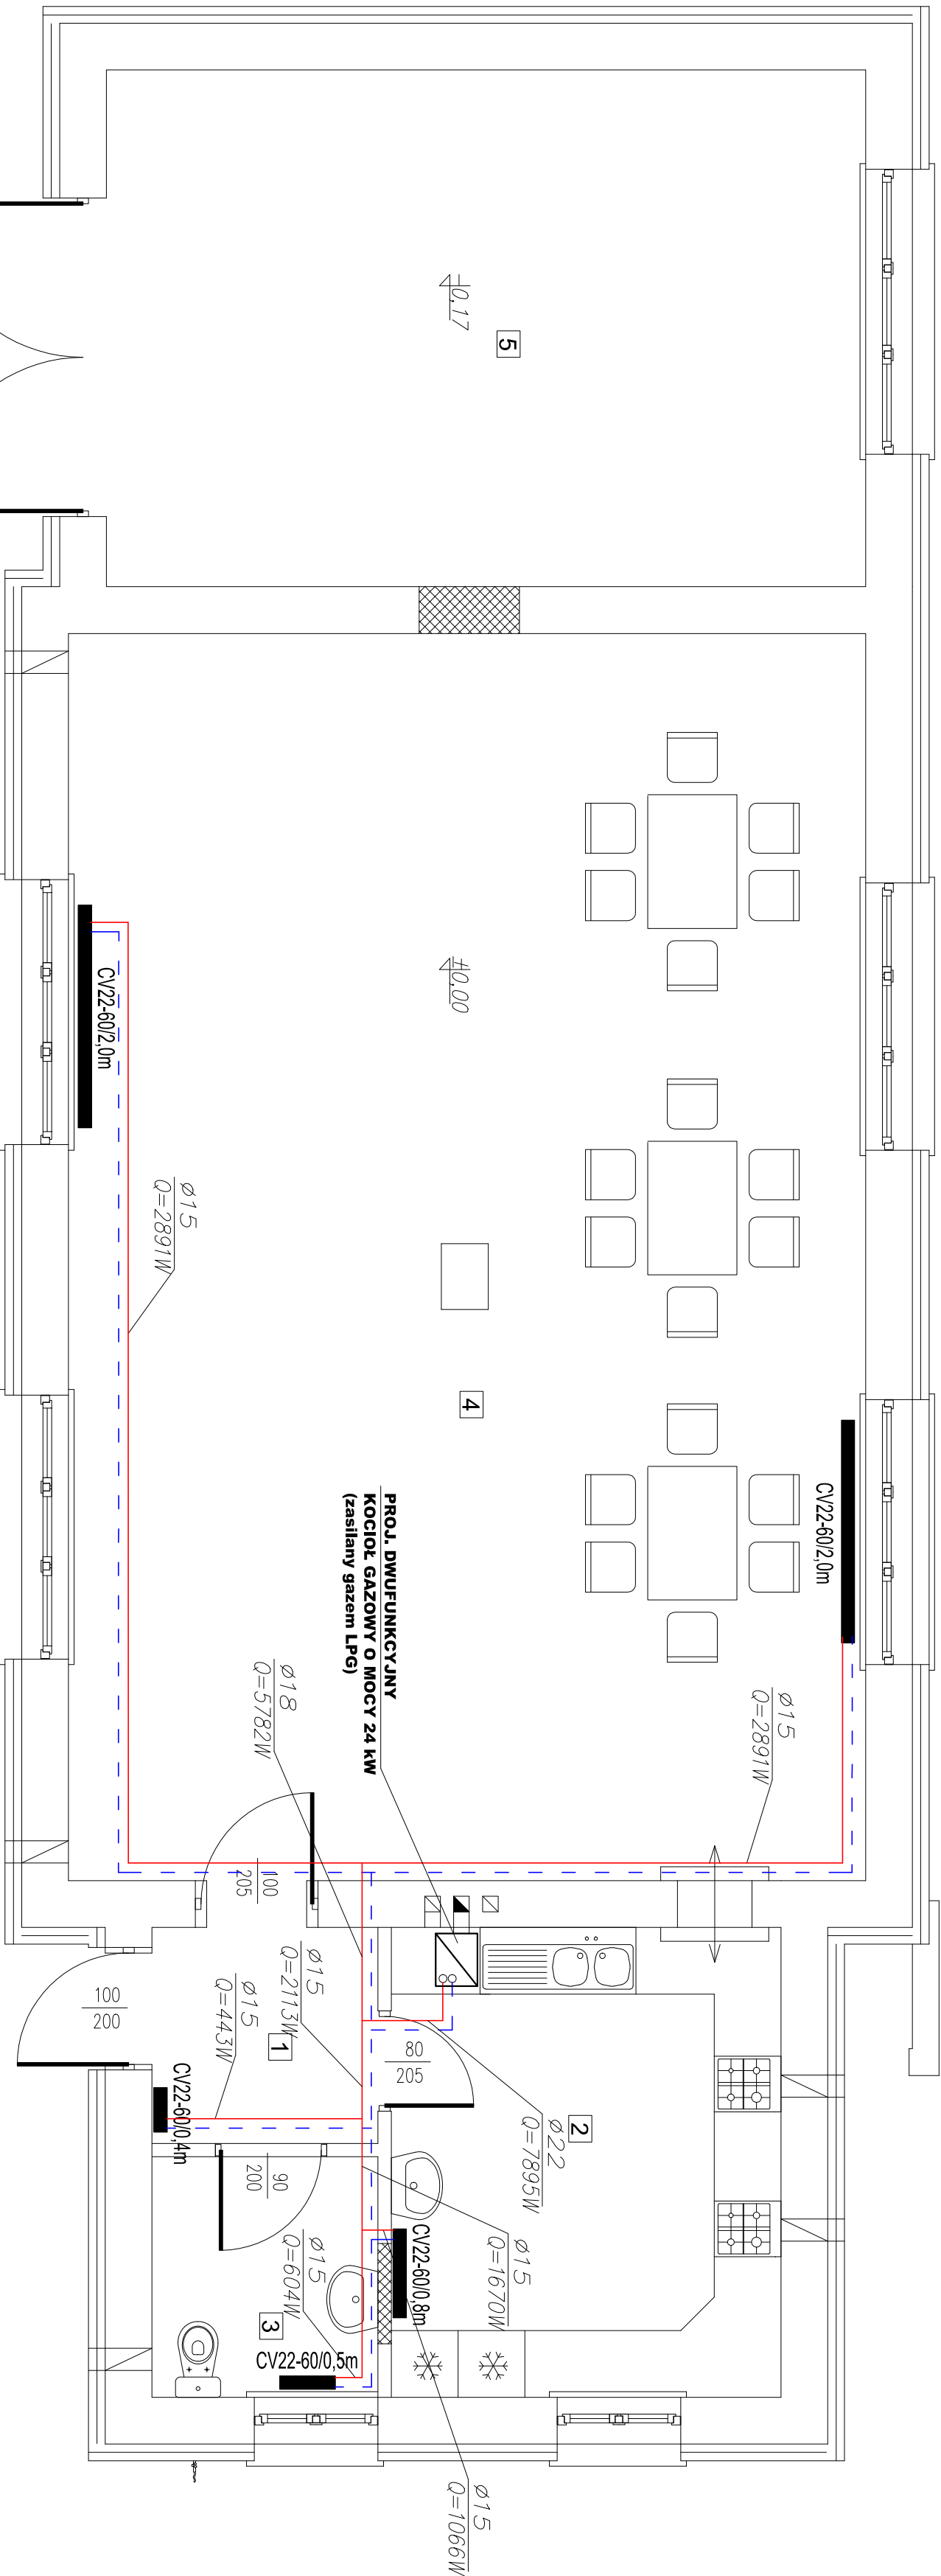 5
-0,17
±0,00
CV22-60/2,0m
ø15
Q=2891W
4
CV22-60/2,0m
PROJ. DWUFUNKCYJNY
KOCIOŁ GAZOWY O MOCY 24 kW
(zasilany gazem LPG)
ø18
Q=5782W
ø15
Q=2891W
100
205
ø15
Q=2113W
ø15
Q=443W
1
100
200
80
205
CV22-60/0,4m
2
ø22
Q=7895W
90
200
ø15
Q=1670W
CV22-60/0,8m
ø15
Q=604W
3
CV22-60/0,5m
ø15
Q=1066W